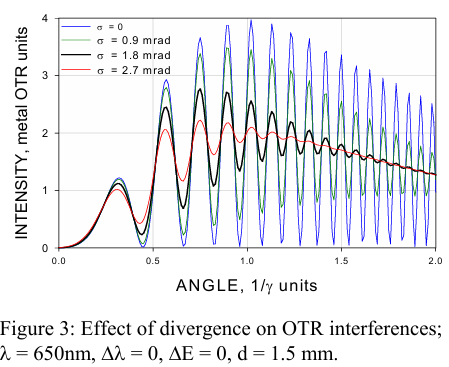 INTENSITY, metal OTR units
4
3
2
1
0
σ = 0
σ = 0.9 mrad
σ = 1.8 mrad
σ = 2.7 mrad
0.0 0.5 1.0 1.5 2.0
ANGLE, 1/γ units
Figure 3: Effect of divergence on OTR interferences;
λ = 650nm, Δλ = 0, ΔE = 0, d = 1.5 mm.